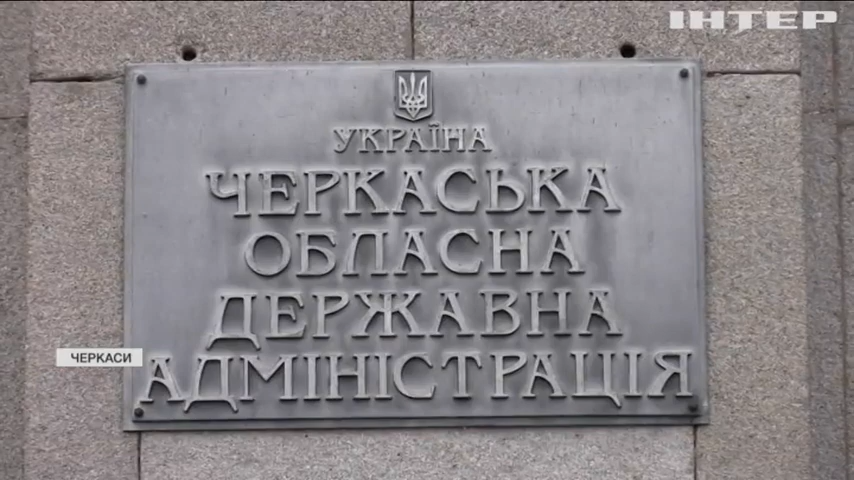 ІНТЕР
УКРАЇНА
ЧЕРКАСЬКА
ОБЛАСНА
ДЕРЖАВНА
АДМІНІСТРАЦІЯ
ЧЕРКАСИ